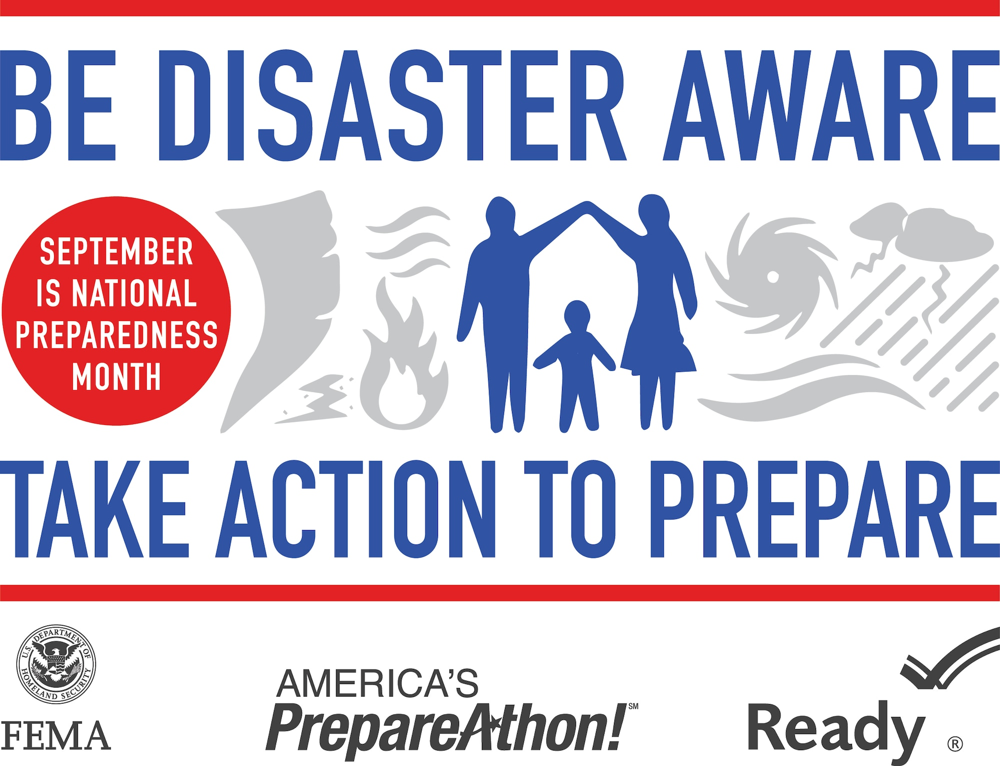 BE DISASTER AWARE
SEPTEMBER
IS NATIONAL
PREPAREDNESS
MONTH
TAKE ACTION TO PREPARE
U.S. DEPARTMENT OF
HOMELAND SECURITY
FEMA
AMERICA'S
PrepareAthon!℠
Ready®